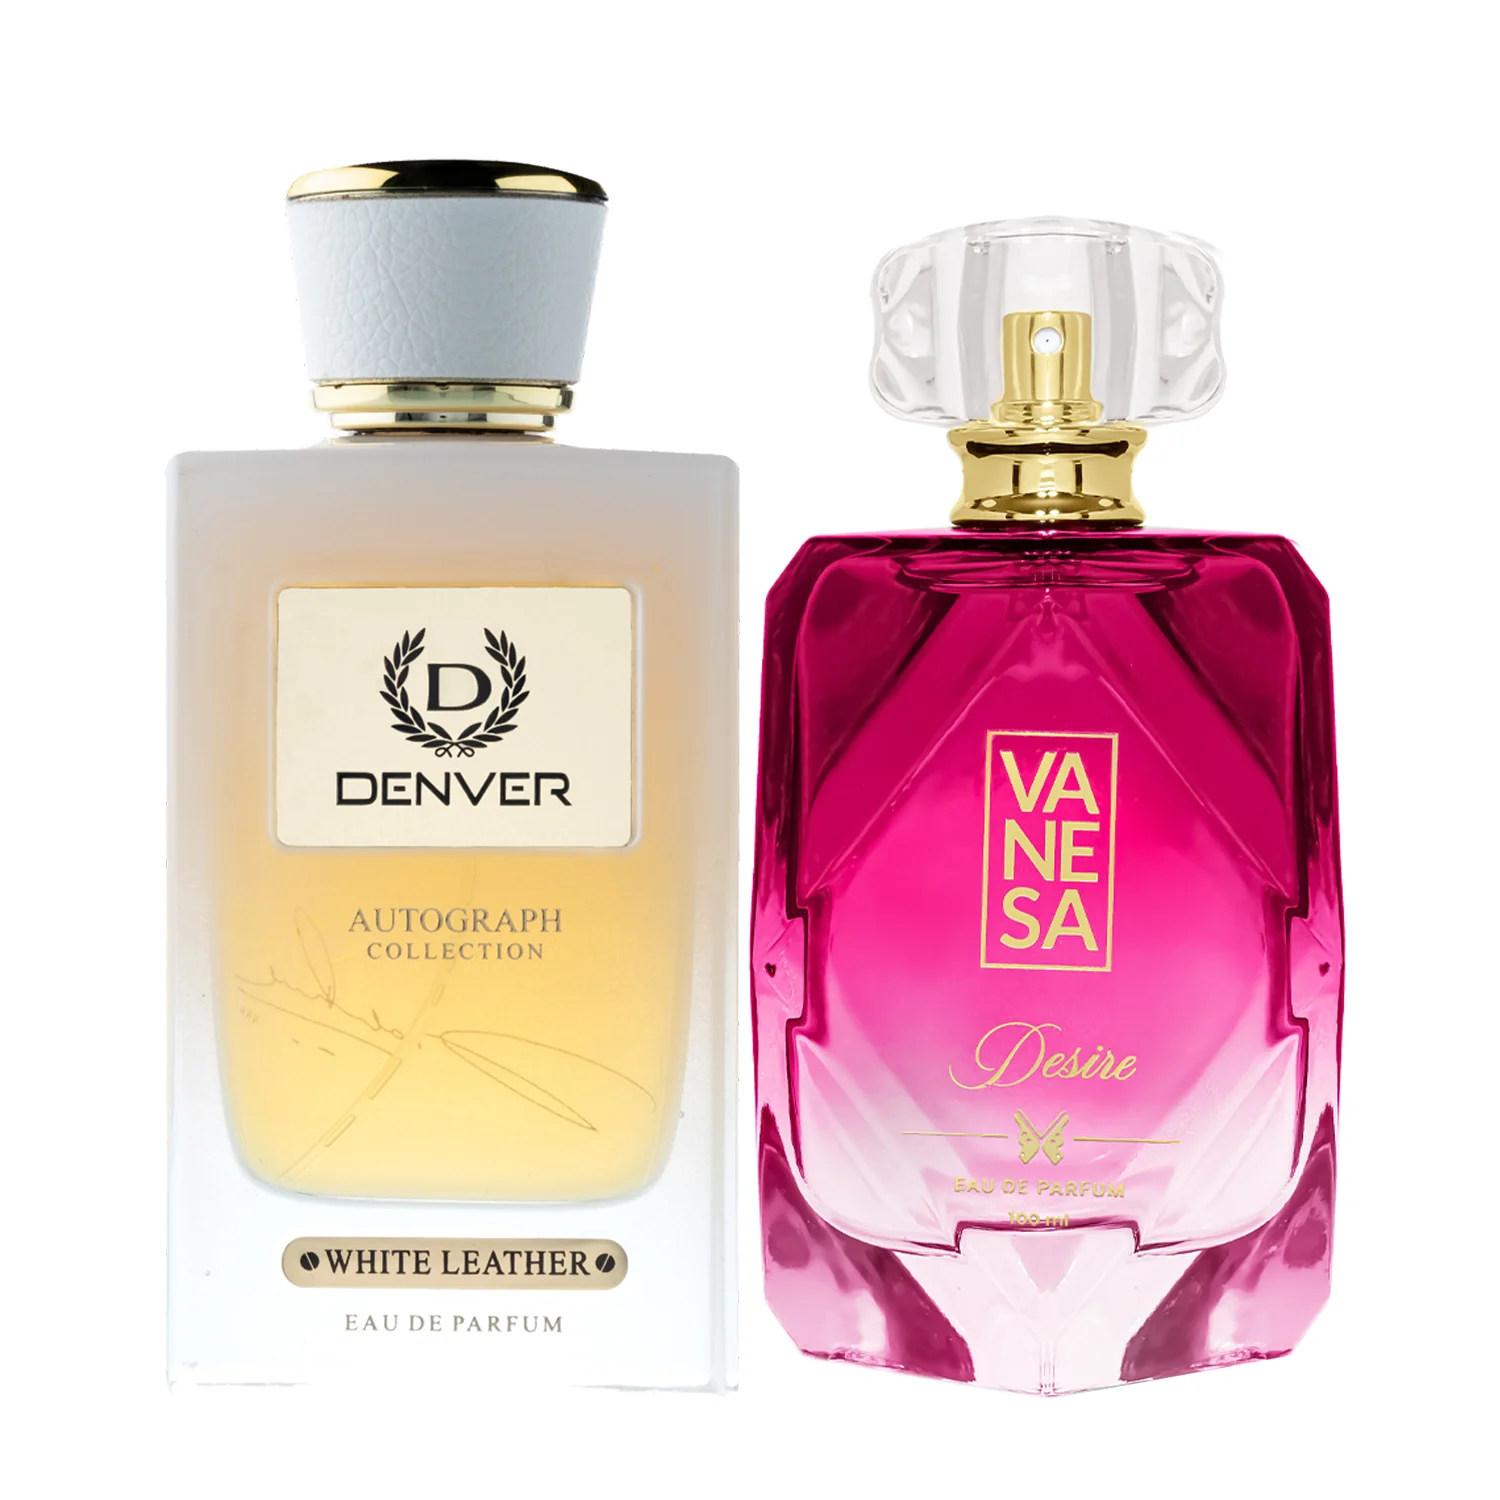 D
DENVER
AUTOGRAPH
COLLECTION
WHITE LEATHER
EAU DE PARFUM
VA
NE
SA
Desire
EAU DE PARFUM
100 ml